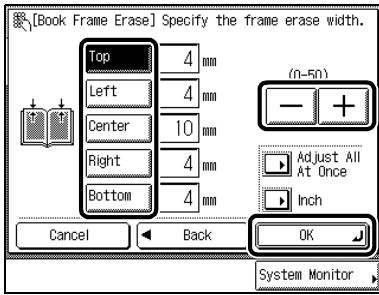 [Book Frame Erase] Specify the frame erase width.
Top 4 mm
(0-50)
Left 4 mm
− +
Center 10 mm
Right 4 mm
Adjust All
At Once
Bottom 4 mm
Inch
Cancel
Back
OK
System Monitor